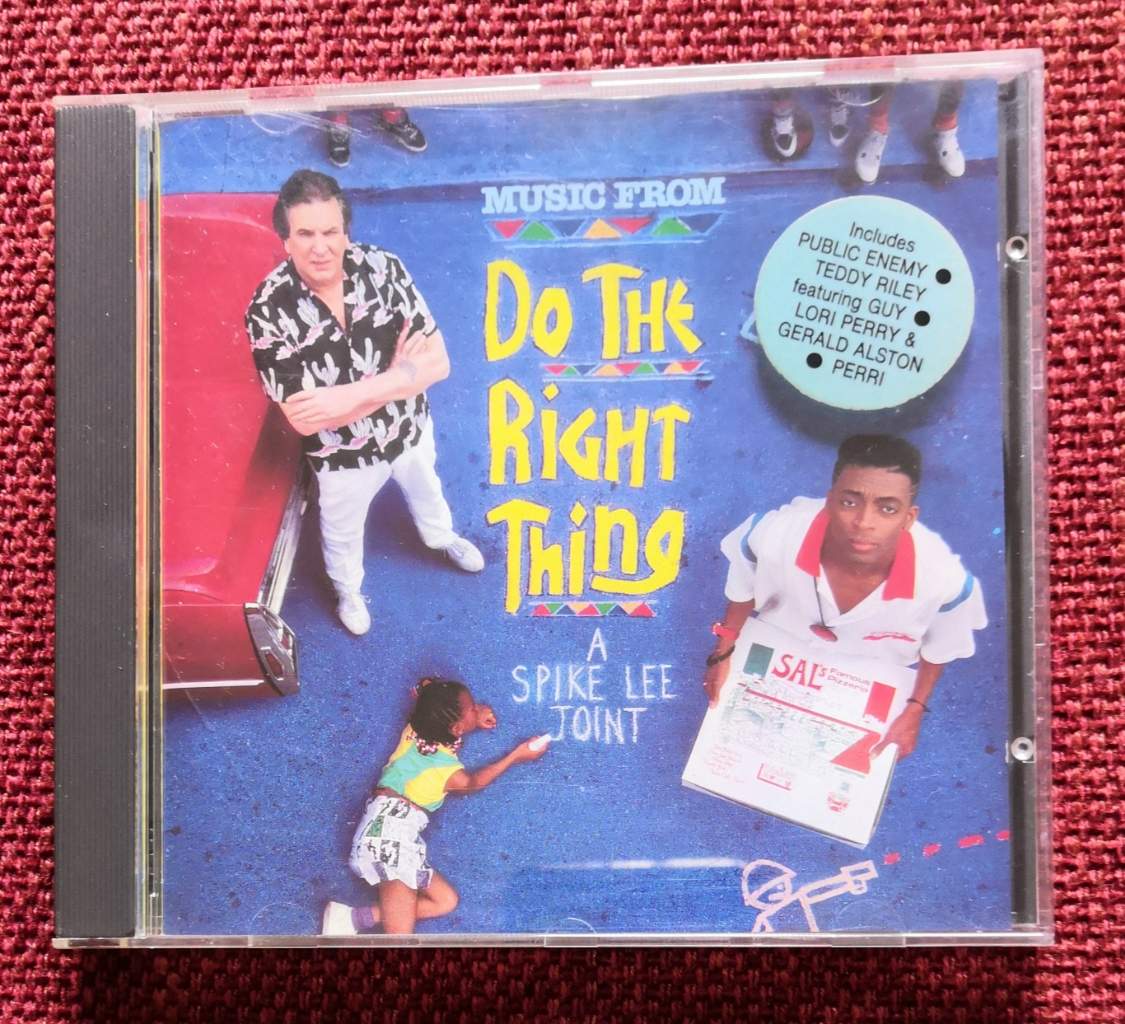 MUSIC FROM
DO THE
RIGHT
THING
A
SPIKE LEE
JOINT
Includes
PUBLIC ENEMY ●
TEDDY RILEY
featuring GUY ●
LORI PERRY &
GERALD ALSTON
● PERRI
SAL's Famous
Pizzeria